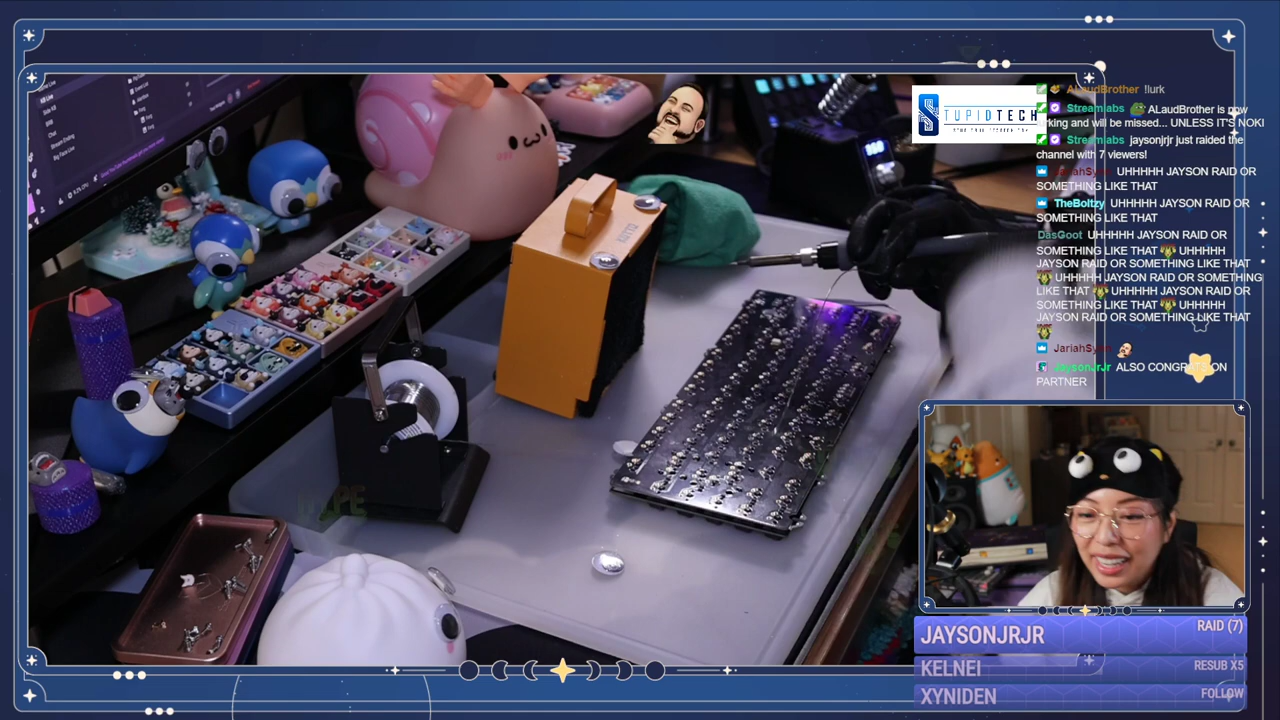 STUPIDTECH
ALaudBrother !lurk
Streamlabs ALaudBrother is now
lurking and will be missed... UNLESS IT'S NOKI
Streamlabs jaysonjrjr just raided the
channel with 7 viewers!
UHHHHH JAYSON RAID OR
SOMETHING LIKE THAT
TheBoltzy UHHHHH JAYSON RAID OR
SOMETHING LIKE THAT
DasGoot UHHHHH JAYSON RAID OR
SOMETHING LIKE THAT UHHHHH
JAYSON RAID OR SOMETHING LIKE THAT
UHHHHH JAYSON RAID OR SOMETHING
LIKE THAT UHHHHH JAYSON RAID OR
SOMETHING LIKE THAT UHHHHH
JAYSON RAID OR SOMETHING LIKE THAT
JaysonJrJr ALSO CONGRATS ON
PARTNER
HYPE
JAYSONJRJR RAID (7)
KELNEI RESUB X5
XYNIDEN FOLLOW